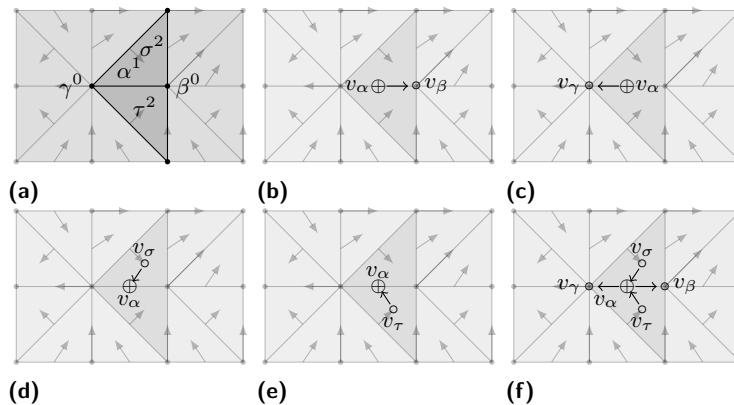 γ⁰ α¹ σ² τ² β⁰
v_α v_β
v_γ v_α
(a) (b) (c)
v_σ v_α
v_α v_τ
v_σ v_γ v_α v_β v_τ
(d) (e) (f)